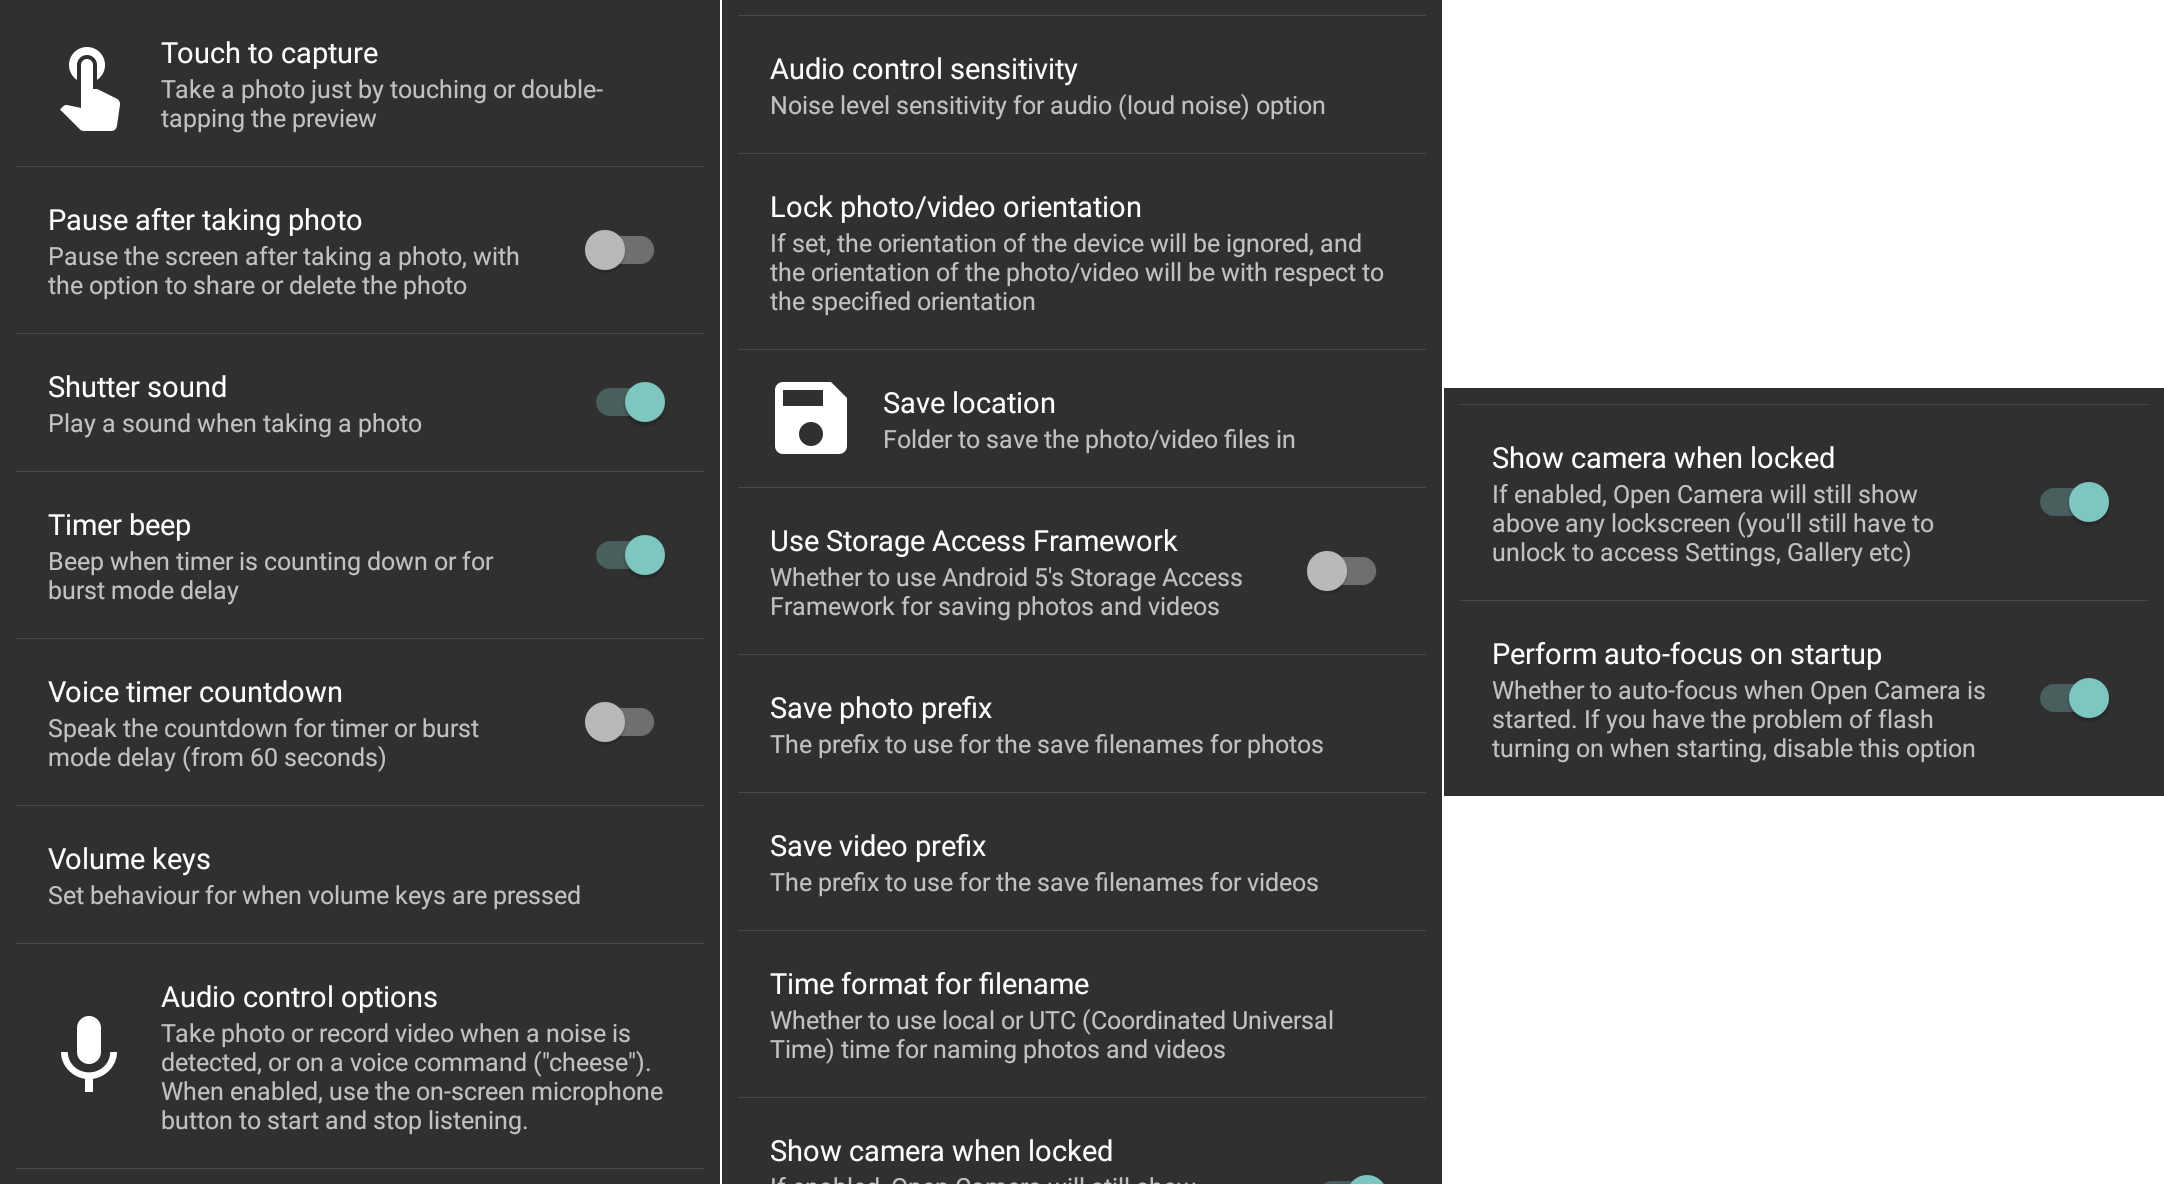 Touch to capture
Take a photo just by touching or double-
tapping the preview
Pause after taking photo
Pause the screen after taking a photo, with
the option to share or delete the photo
Shutter sound
Play a sound when taking a photo
Timer beep
Beep when timer is counting down or for
burst mode delay
Voice timer countdown
Speak the countdown for timer or burst
mode delay (from 60 seconds)
Volume keys
Set behaviour for when volume keys are pressed
Audio control options
Take photo or record video when a noise is
detected, or on a voice command ("cheese").
When enabled, use the on-screen microphone
button to start and stop listening.
Audio control sensitivity
Noise level sensitivity for audio (loud noise) option
Lock photo/video orientation
If set, the orientation of the device will be ignored, and
the orientation of the photo/video will be with respect to
the specified orientation
Save location
Folder to save the photo/video files in
Use Storage Access Framework
Whether to use Android 5's Storage Access
Framework for saving photos and videos
Save photo prefix
The prefix to use for the save filenames for photos
Save video prefix
The prefix to use for the save filenames for videos
Time format for filename
Whether to use local or UTC (Coordinated Universal
Time) time for naming photos and videos
Show camera when locked
If enabled, Open Camera will still show
Show camera when locked
If enabled, Open Camera will still show
above any lockscreen (you'll still have to
unlock to access Settings, Gallery etc)
Perform auto-focus on startup
Whether to auto-focus when Open Camera is
started. If you have the problem of flash
turning on when starting, disable this option